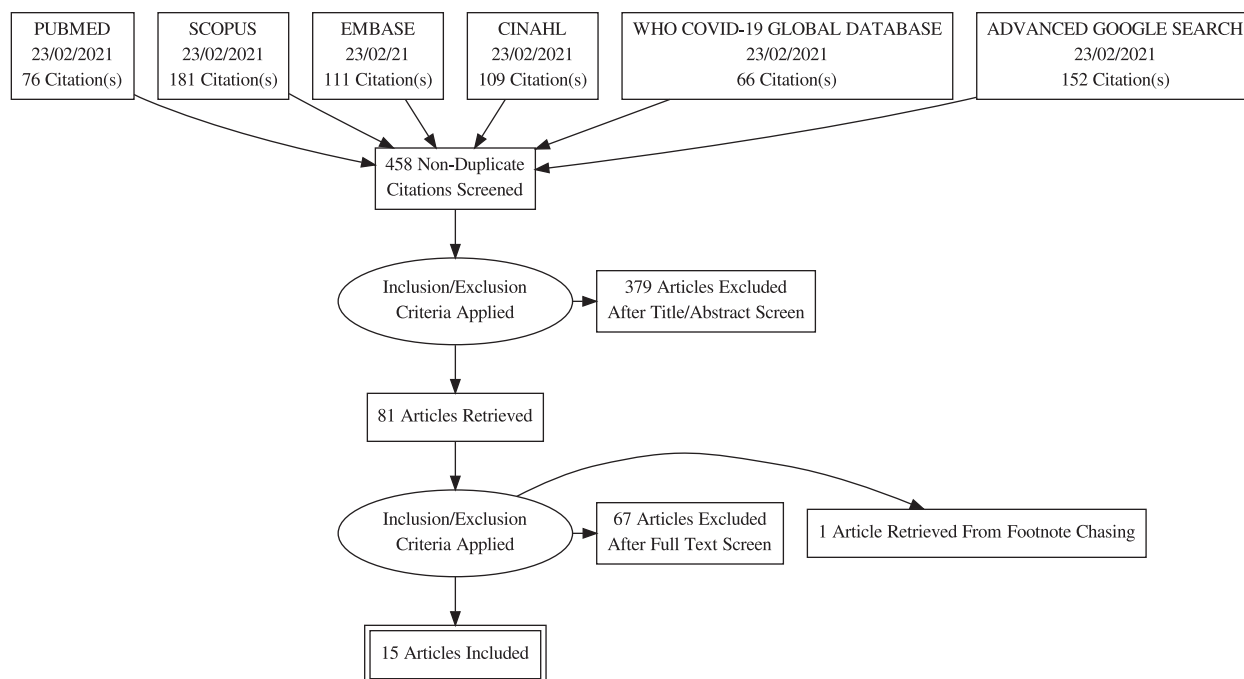 PUBMED
23/02/2021
76 Citation(s)
SCOPUS
23/02/2021
181 Citation(s)
EMBASE
23/02/21
111 Citation(s)
CINAHL
23/02/2021
109 Citation(s)
WHO COVID-19 GLOBAL DATABASE
23/02/2021
66 Citation(s)
ADVANCED GOOGLE SEARCH
23/02/2021
152 Citation(s)
458 Non-Duplicate
Citations Screened
Inclusion/Exclusion
Criteria Applied
379 Articles Excluded
After Title/Abstract Screen
81 Articles Retrieved
Inclusion/Exclusion
Criteria Applied
67 Articles Excluded
After Full Text Screen
1 Article Retrieved From Footnote Chasing
15 Articles Included